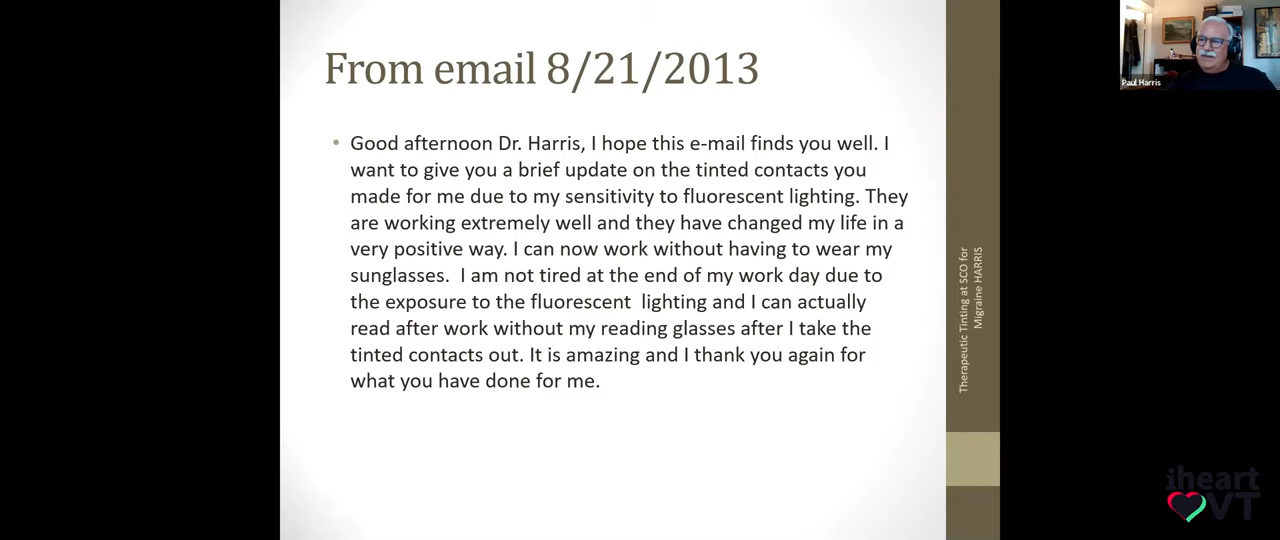 From email 8/21/2013
• Good afternoon Dr. Harris, I hope this e-mail finds you well. I
want to give you a brief update on the tinted contacts you
made for me due to my sensitivity to fluorescent lighting. They
are working extremely well and they have changed my life in a
very positive way. I can now work without having to wear my
sunglasses.  I am not tired at the end of my work day due to
the exposure to the fluorescent  lighting and I can actually
read after work without my reading glasses after I take the
tinted contacts out. It is amazing and I thank you again for
what you have done for me.
Therapeutic Tinting at SCO for
Migraine HARRIS
Paul Harris
iheart
VT